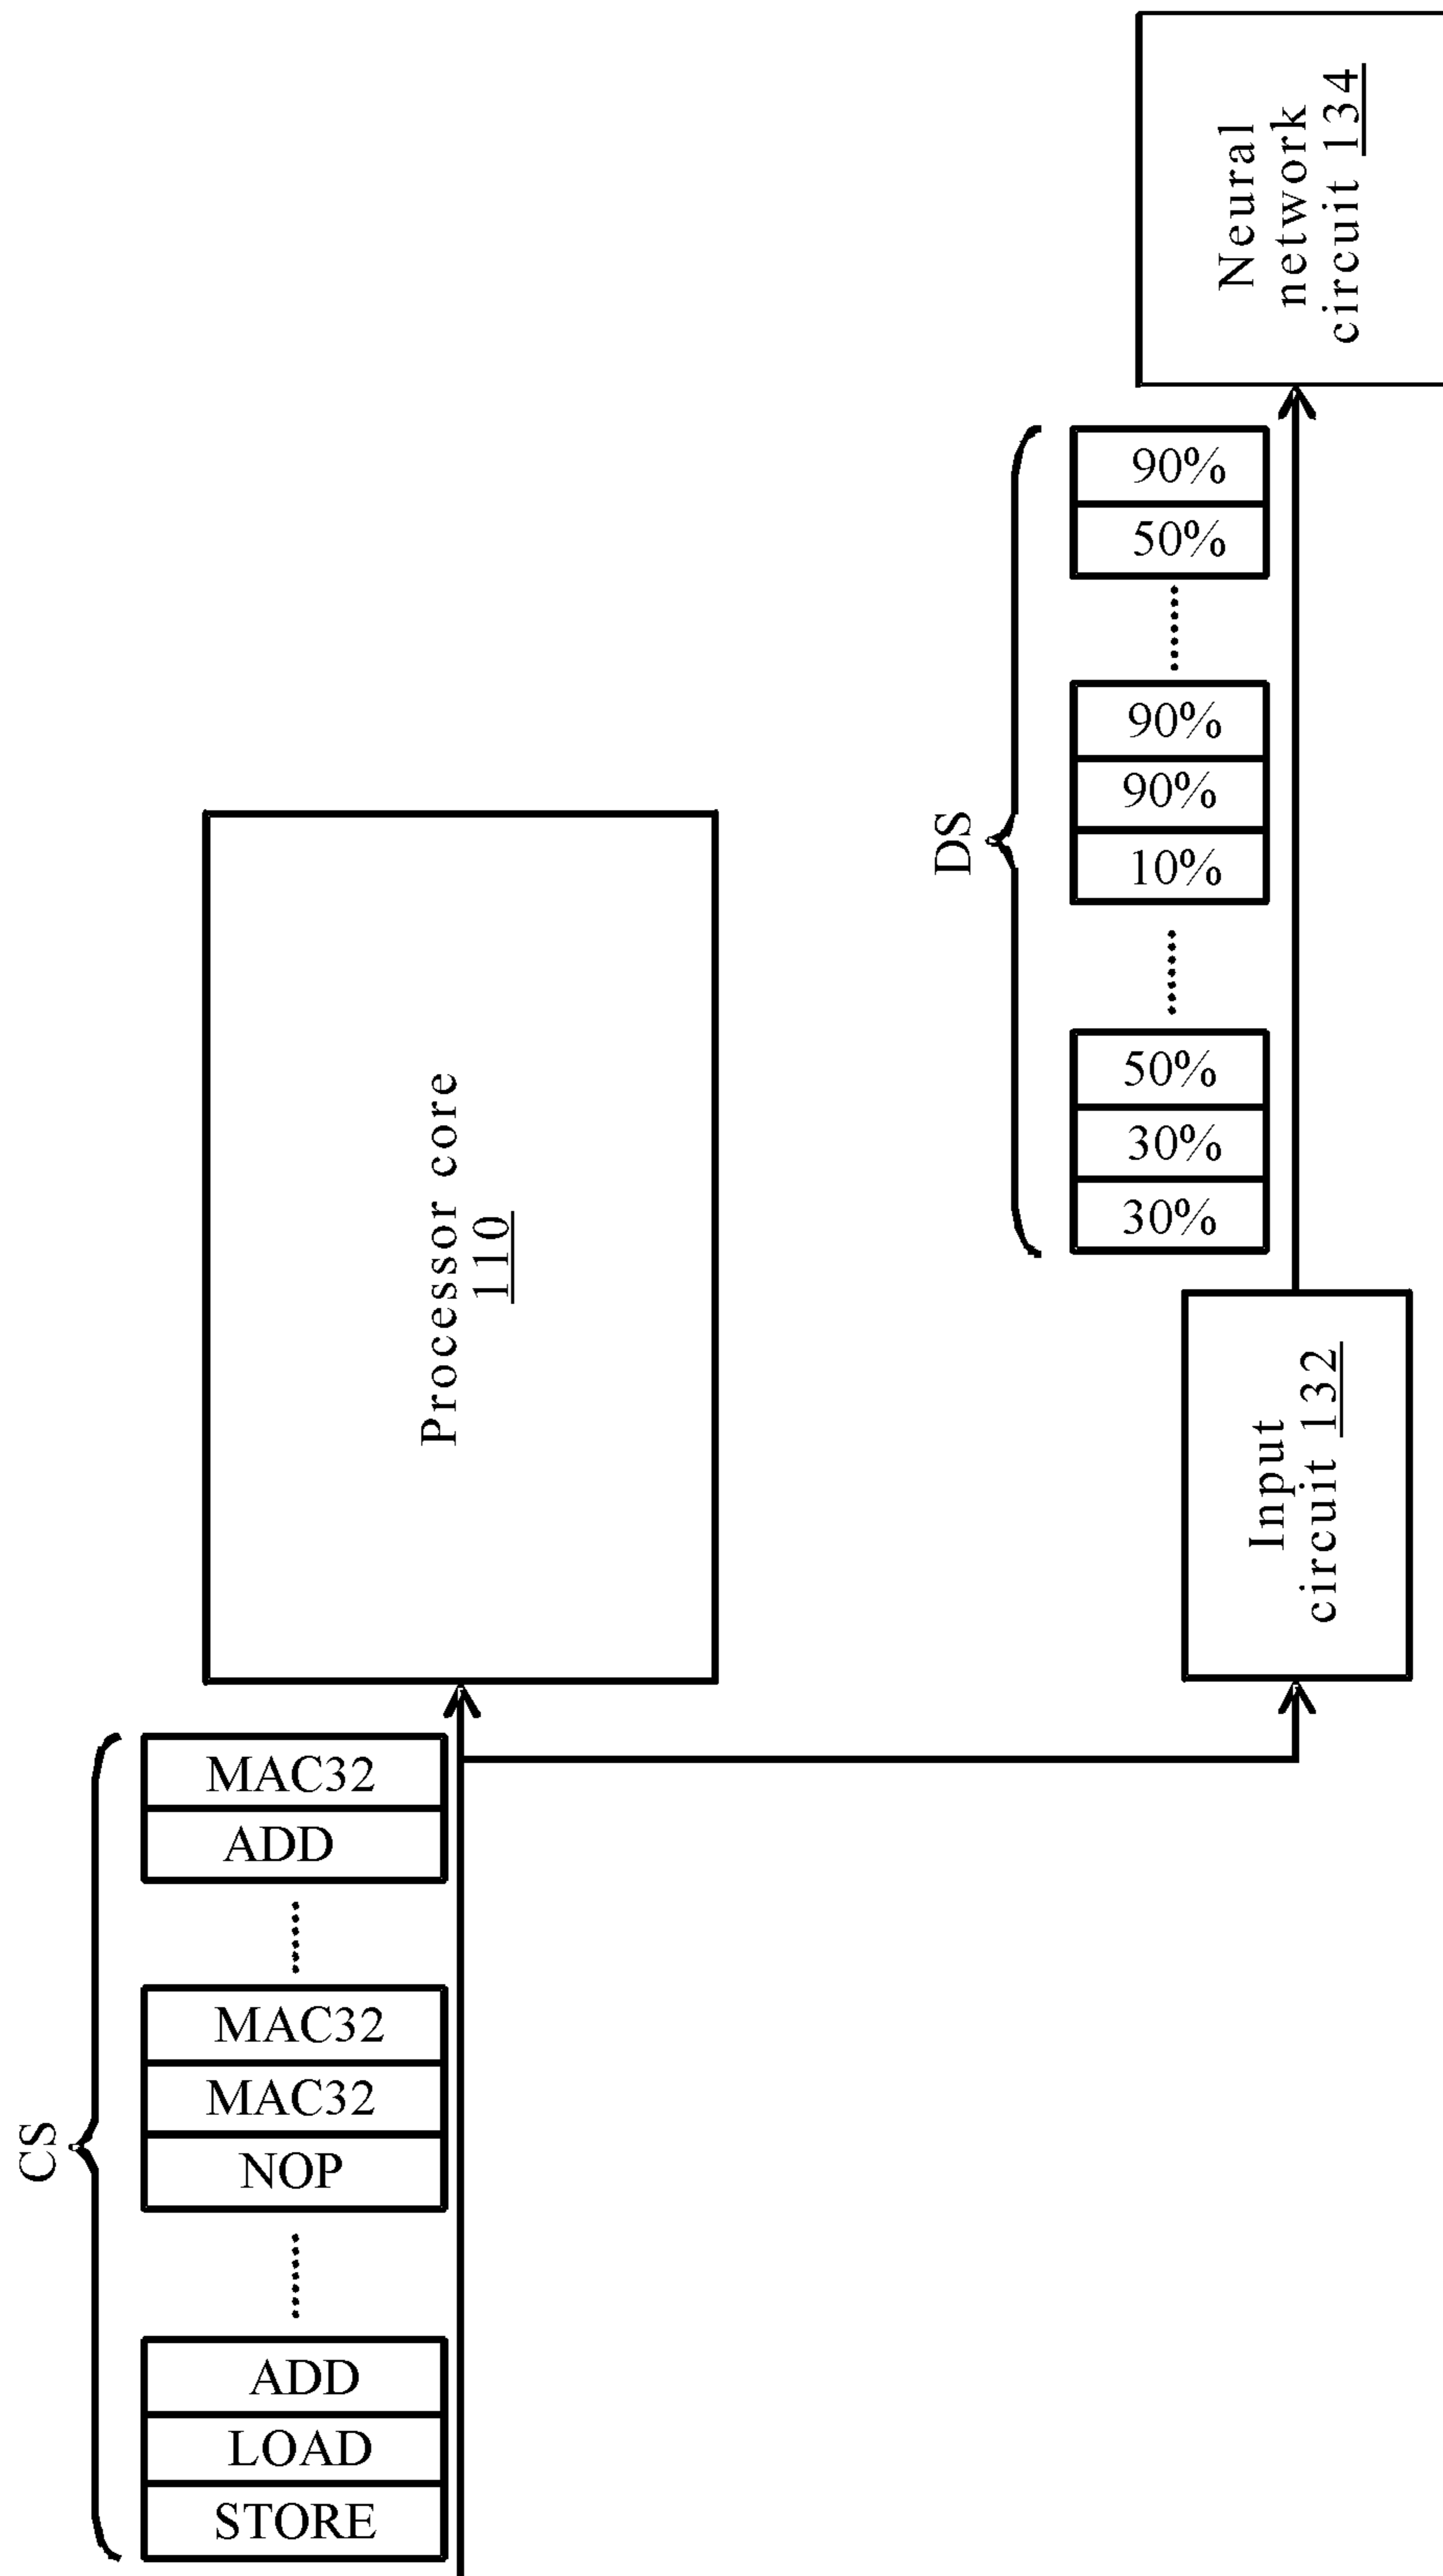 CS
MAC32
ADD
MAC32
MAC32
NOP
ADD
LOAD
STORE
Processor core
110
DS
90%
50%
90%
90%
10%
50%
30%
30%
Input
circuit 132
Neural
network
circuit 134